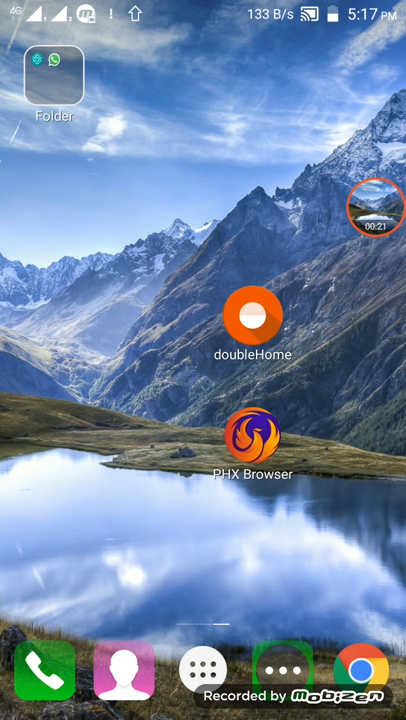 4G
133 B/s
5:17 PM
Folder
00:21
doubleHome
PHX Browser
Recorded by Mobizen